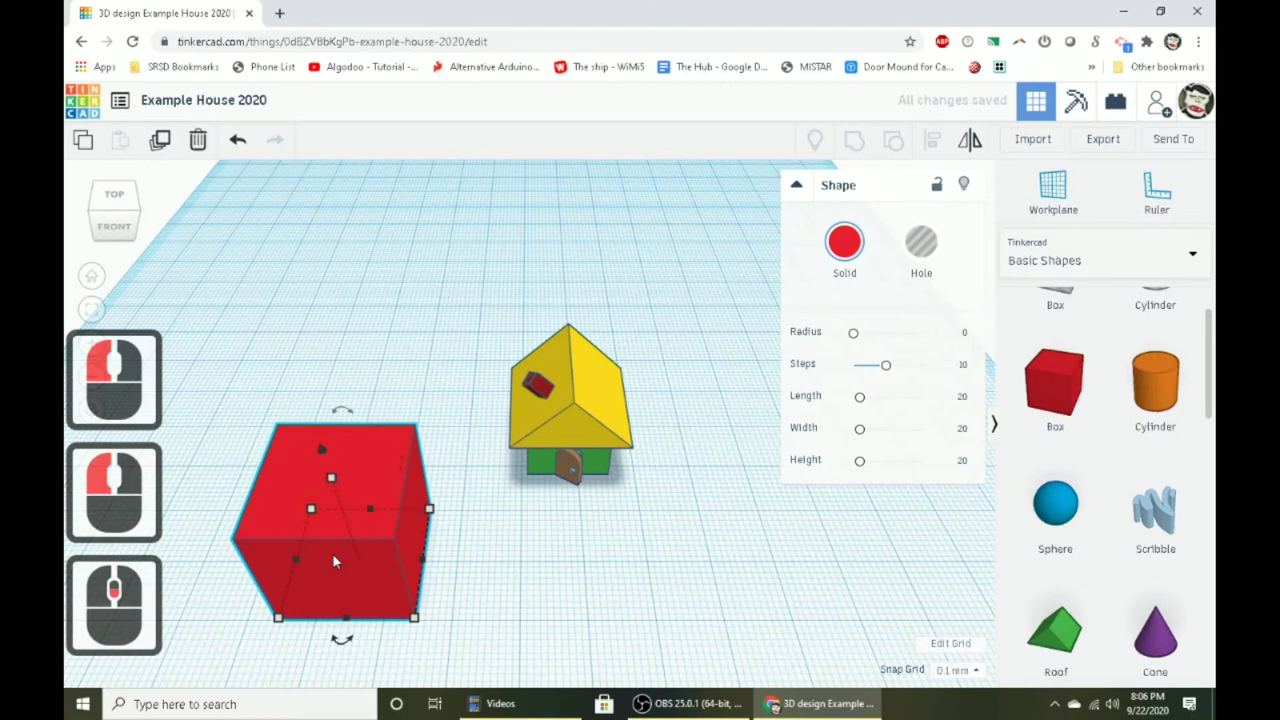 3D design Example House 2020 |
tinkercad.com/things/0dBZVBbKgPb-example-house-2020/edit
Apps SRSD Bookmarks Phone List Algodoo - Tutorial -... Alternative Arduino... The ship - WiMi5 The Hub - Google D... MISTAR Door Mound for Ca... » Other bookmarks
TIN
KER
CAD
Example House 2020
All changes saved
Import Export Send To
TOP
FRONT
Shape
Solid Hole
Radius 0
Steps 10
Length 20
Width 20
Height 20
Workplane Ruler
Tinkercad
Basic Shapes
Box Cylinder
Box Cylinder
Sphere Scribble
Roof Cone
Edit Grid
Snap Grid 0.1 mm
Type here to search
Videos
OBS 25.0.1 (64-bit, ...
3D design Example ...
8:06 PM
9/22/2020